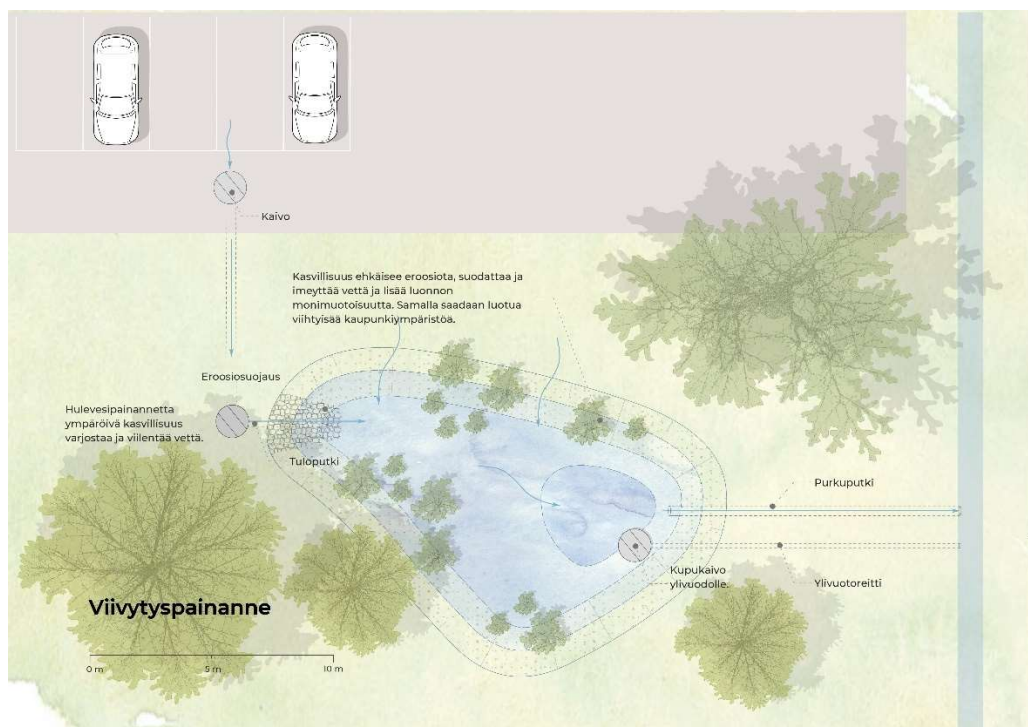 Kaivo
Kasvillisuus ehkäisee eroosiota, suodattaa ja
imeyttää vettä ja lisää luonnon
monimuotoisuutta. Samalla saadaan luotua
viihtyisää kaupunkiympäristöä.
Eroosiosuojaus
Hulevesipainannetta
ympäröivä kasvillisuus
varjostaa ja viilentää vettä.
Tuloputki
Purkuputki
Kupukaivo
ylivuodolle.
Ylivuotoreitti
Viivytyspainanne
0 m 5 m 10 m